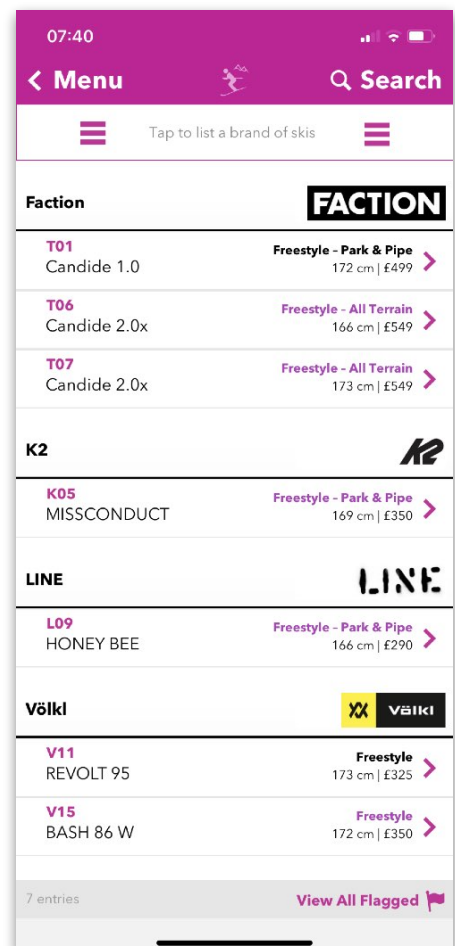 07:40
Menu
Search
Tap to list a brand of skis
Faction
FACTION
T01
Freestyle – Park & Pipe
Candide 1.0
172 cm | £499
T06
Freestyle – All Terrain
Candide 2.0x
166 cm | £549
T07
Freestyle – All Terrain
Candide 2.0x
173 cm | £549
K2
K2
K05
Freestyle – Park & Pipe
MISSCONDUCT
169 cm | £350
LINE
LINE
L09
Freestyle – Park & Pipe
HONEY BEE
166 cm | £290
Völkl
Völkl
V11
Freestyle
REVOLT 95
173 cm | £325
V15
Freestyle
BASH 86 W
172 cm | £350
7 entries
View All Flagged